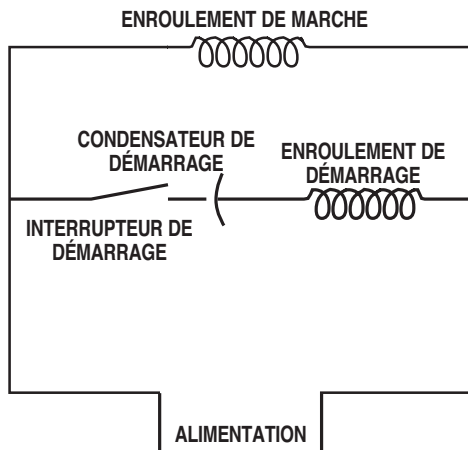 ENROULEMENT DE MARCHE
CONDENSATEUR DE
DÉMARRAGE
ENROULEMENT DE
DÉMARRAGE
INTERRUPTEUR DE
DÉMARRAGE
ALIMENTATION